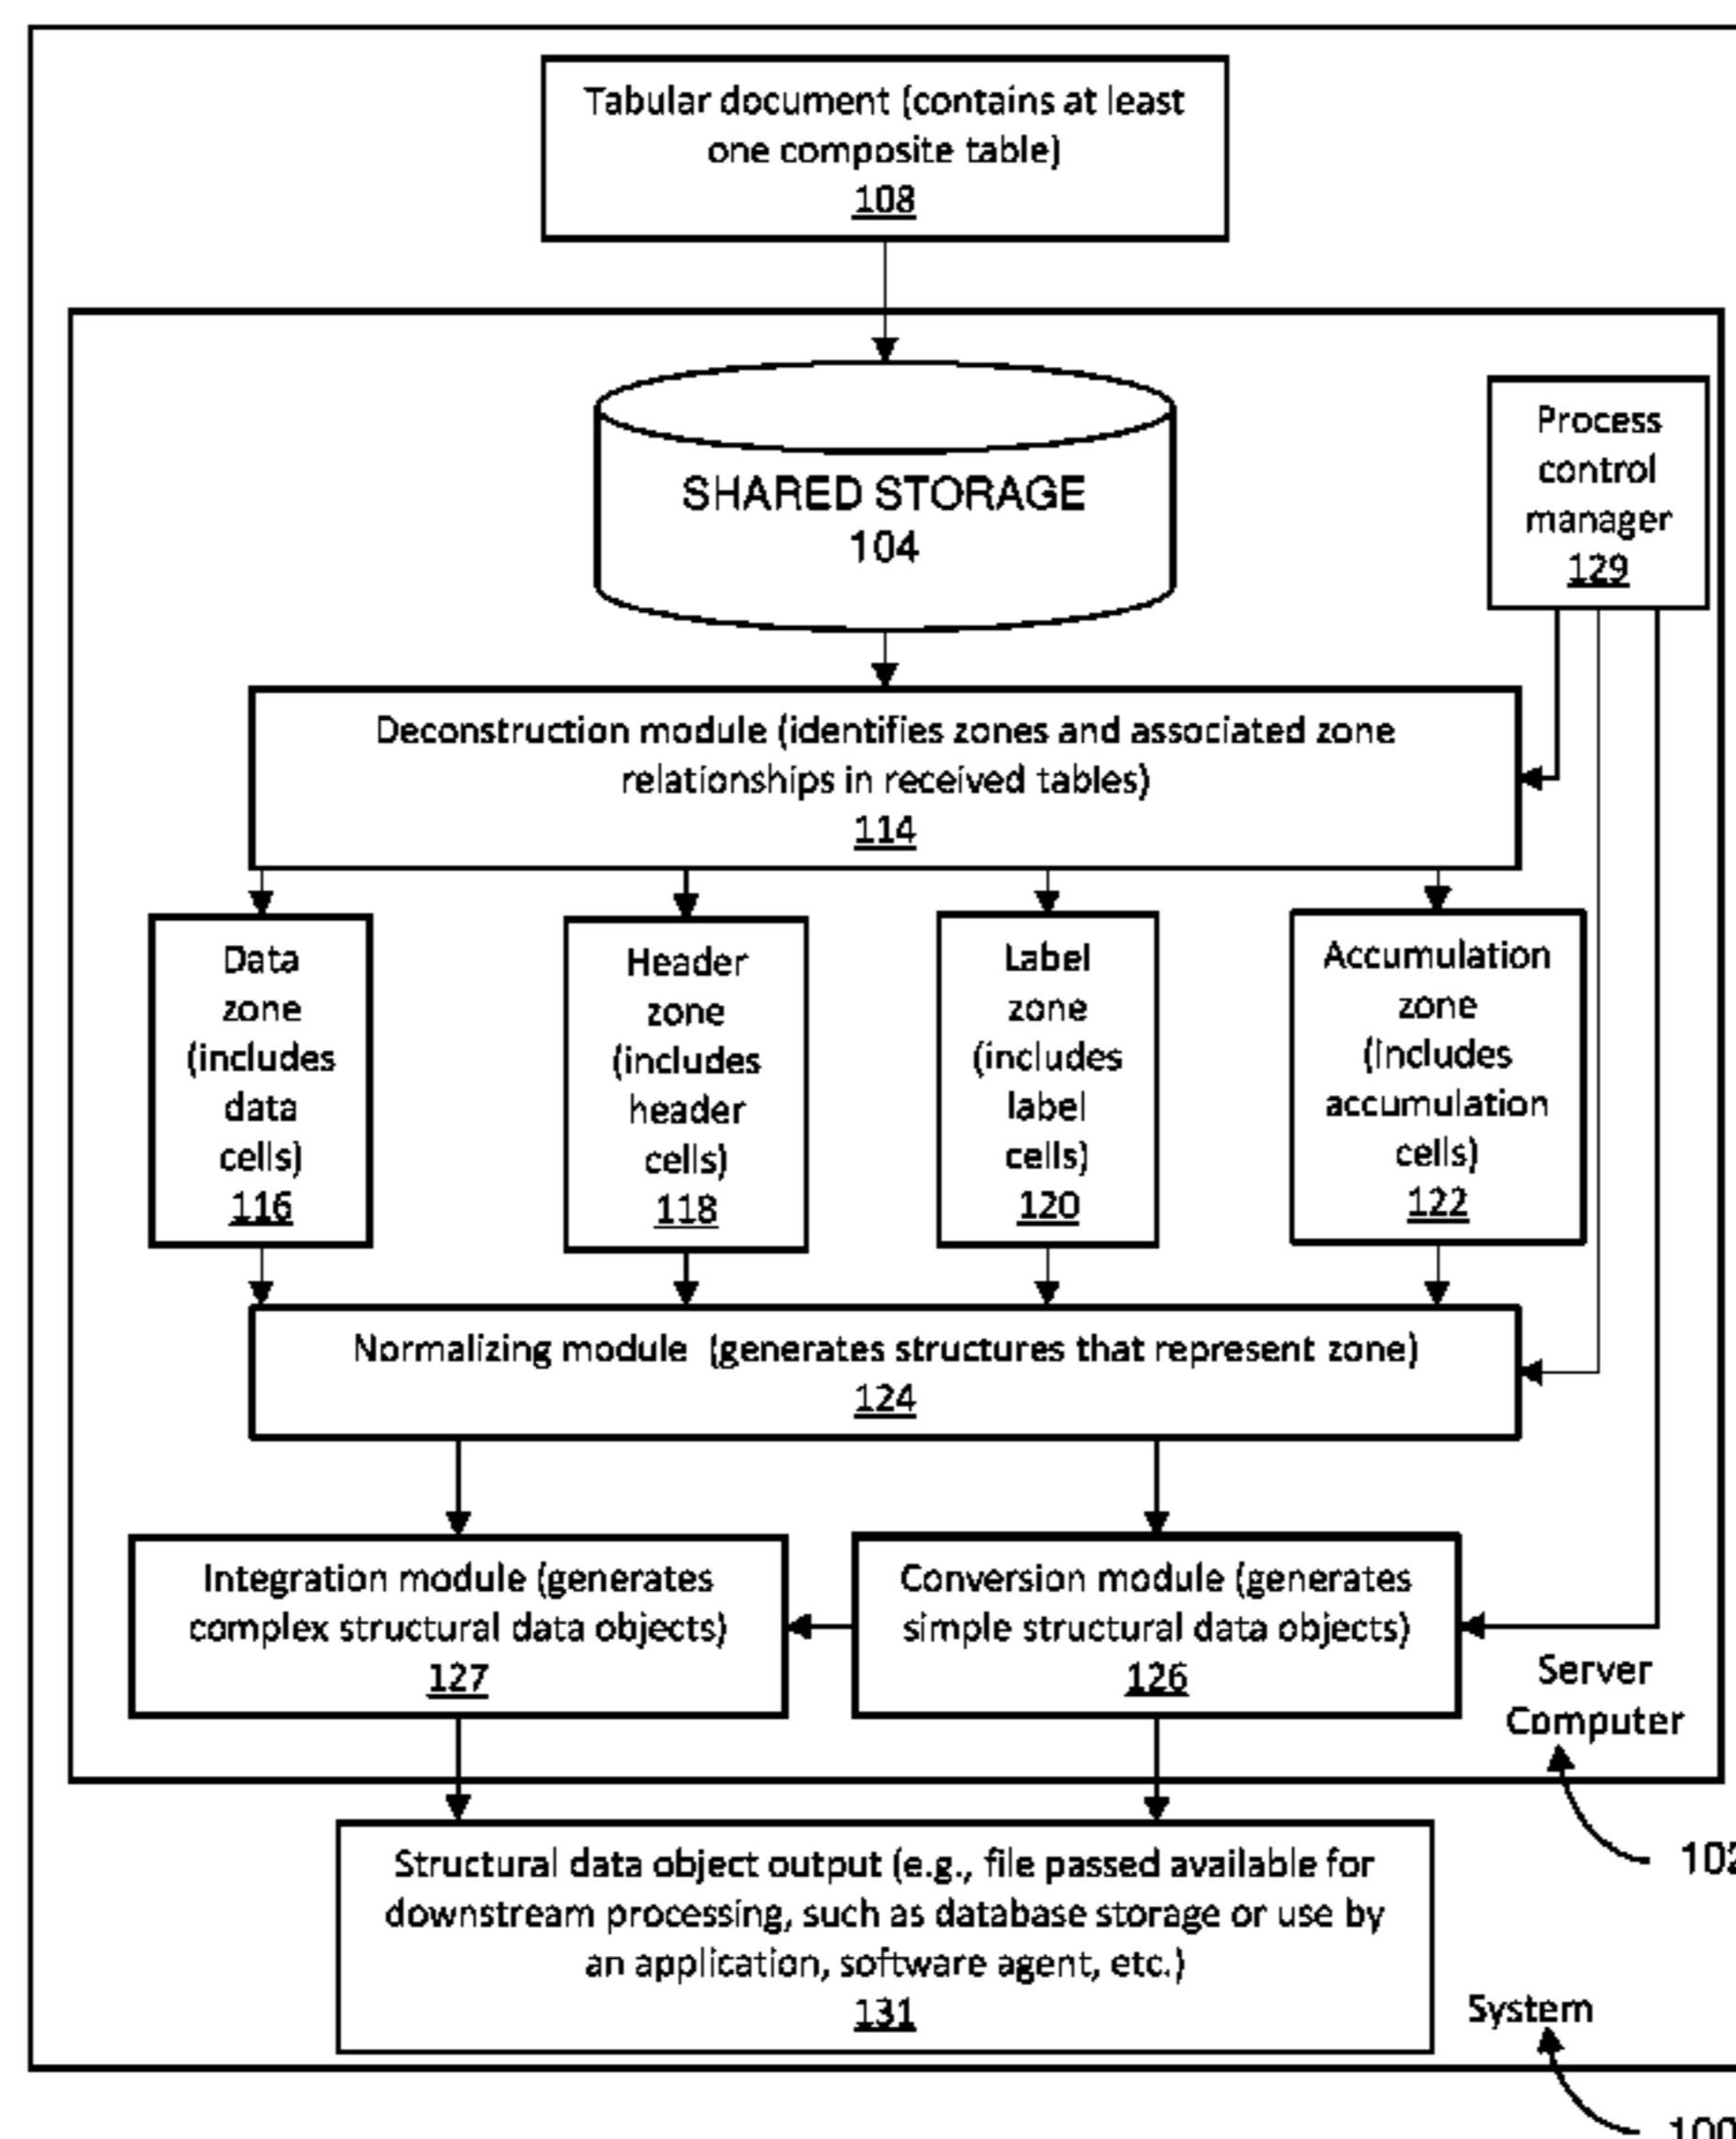 Tabular document (contains at least
one composite table)
108
SHARED STORAGE
104
Process
control
manager
129
Deconstruction module (identifies zones and associated zone
relationships in received tables)
114
Data
zone
(includes
data
cells)
116
Header
zone
(includes
header
cells)
118
Label
zone
(includes
label
cells)
120
Accumulation
zone
(includes
accumulation
cells)
122
Normalizing module (generates structures that represent zone)
124
Integration module (generates
complex structural data objects)
127
Conversion module (generates
simple structural data objects)
126
Server
Computer
102
Structural data object output (e.g., file passed available for
downstream processing, such as database storage or use by
an application, software agent, etc.)
131
System
100